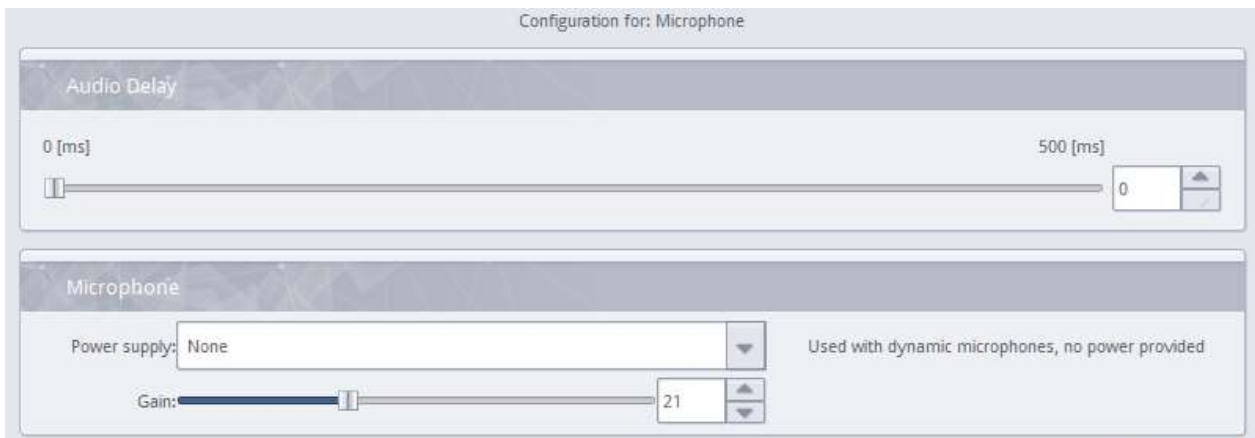 Configuration for: Microphone
Audio Delay
0 [ms] 500 [ms]
0
Microphone
Power supply: None Used with dynamic microphones, no power provided
Gain: 21